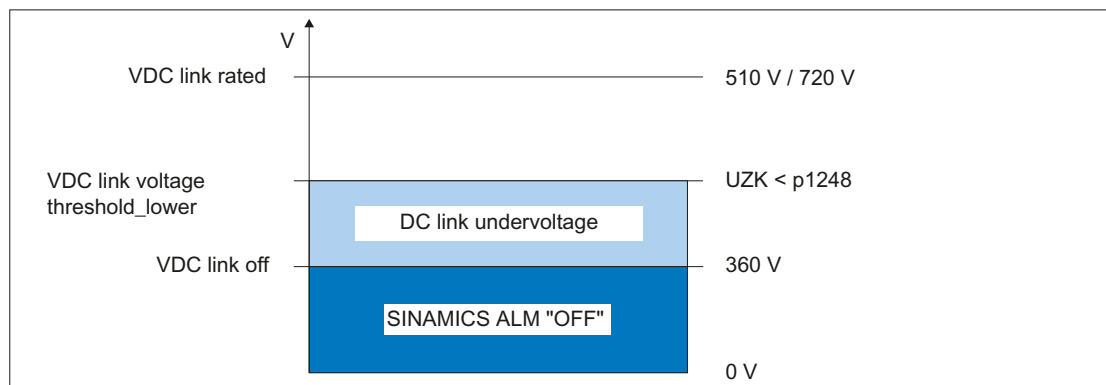 V
VDC link rated
510 V / 720 V
VDC link voltage
threshold_lower
UZK < p1248
DC link undervoltage
VDC link off
360 V
SINAMICS ALM "OFF"
0 V